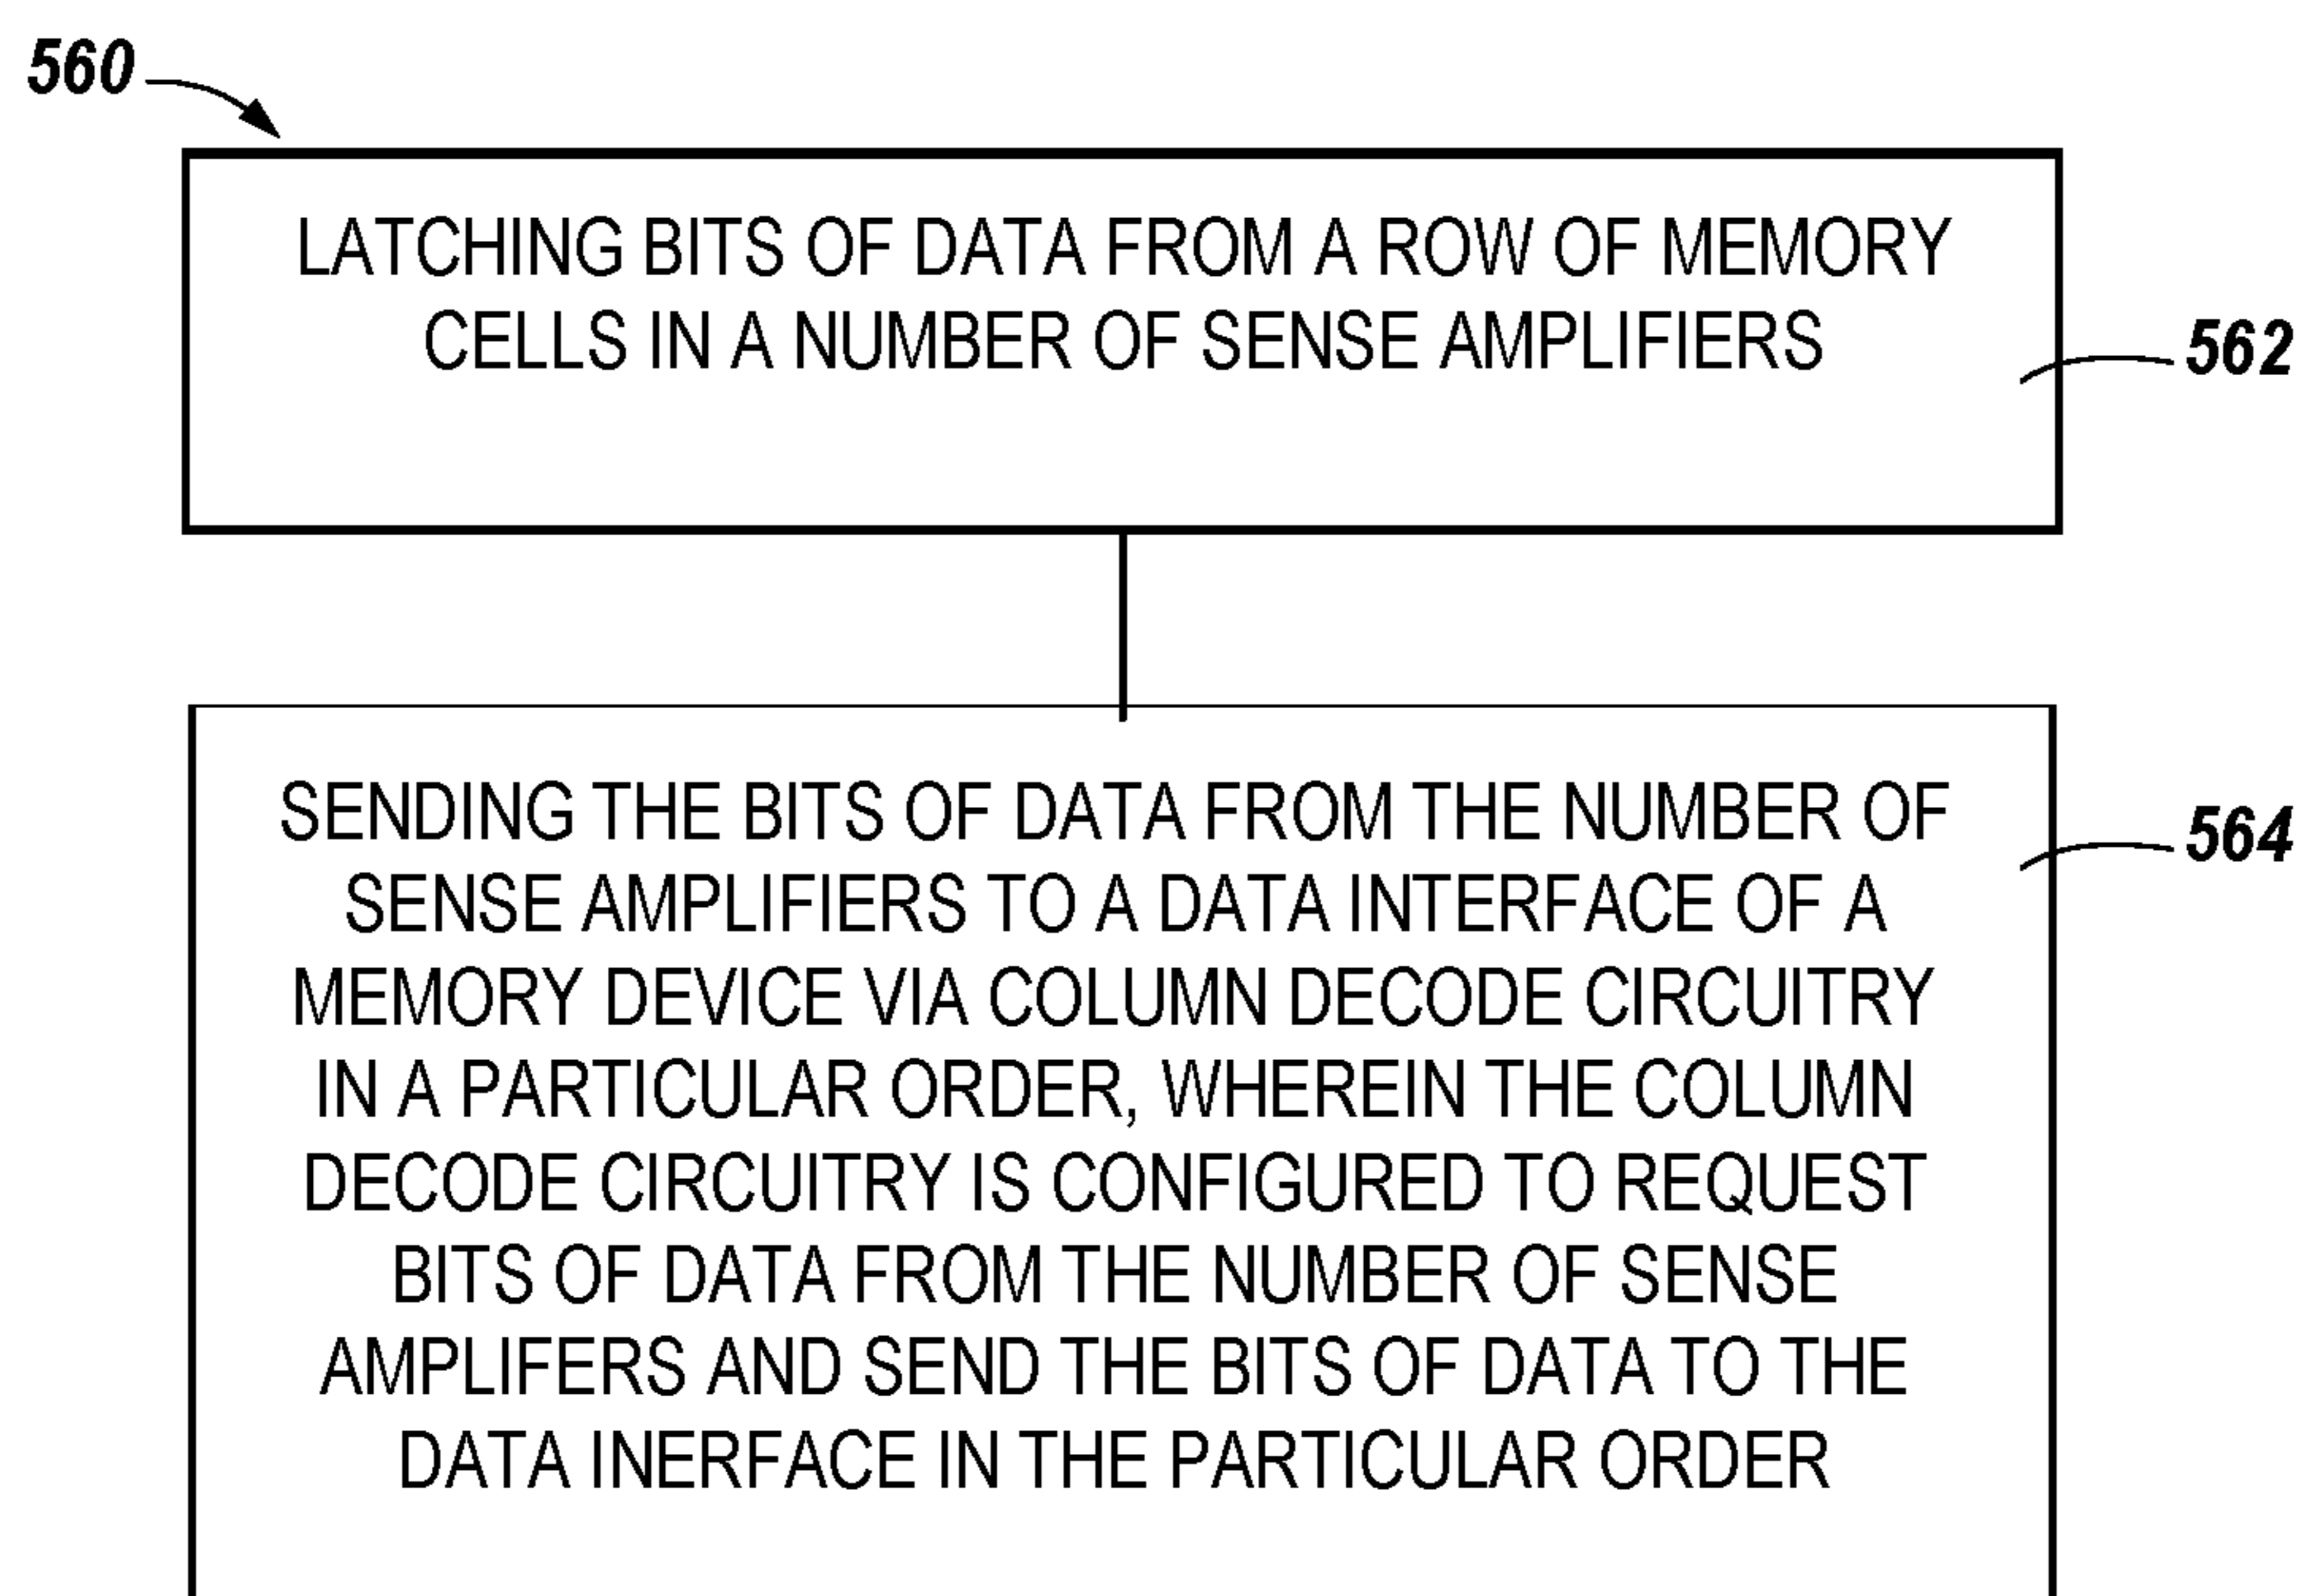 560
LATCHING BITS OF DATA FROM A ROW OF MEMORY
CELLS IN A NUMBER OF SENSE AMPLIFIERS
562
SENDING THE BITS OF DATA FROM THE NUMBER OF
564
SENSE AMPLIFIERS TO A DATA INTERFACE OF A
MEMORY DEVICE VIA COLUMN DECODE CIRCUITRY
IN A PARTICULAR ORDER, WHEREIN THE COLUMN
DECODE CIRCUITRY IS CONFIGURED TO REQUEST
BITS OF DATA FROM THE NUMBER OF SENSE
AMPLIFERS AND SEND THE BITS OF DATA TO THE
DATA INERFACE IN THE PARTICULAR ORDER